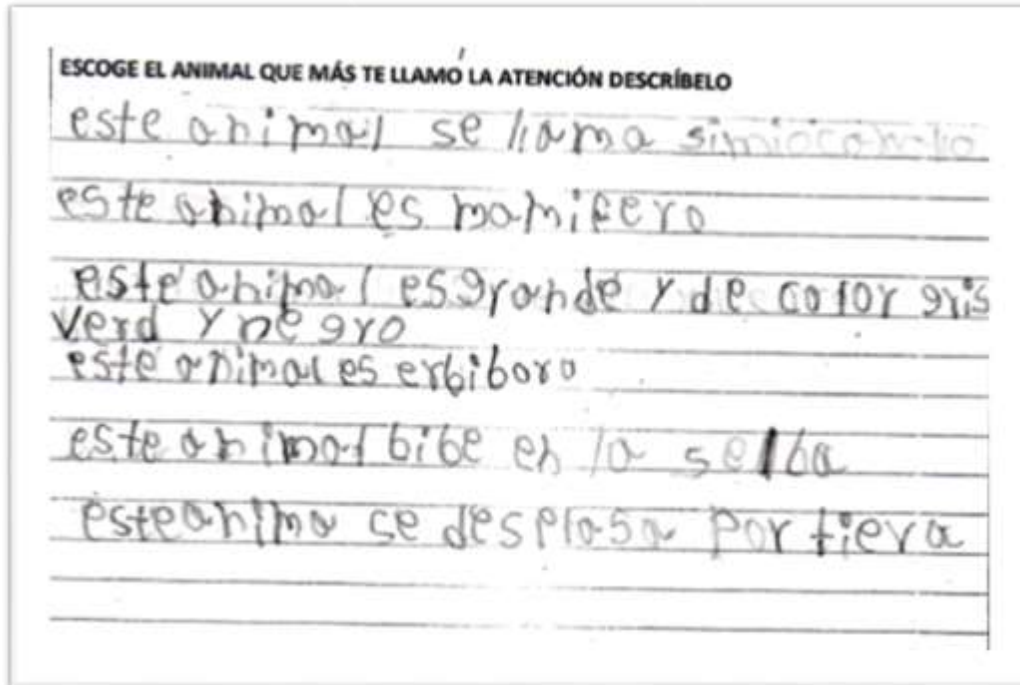 ESCOGE EL ANIMAL QUE MÁS TE LLAMÓ LA ATENCIÓN DESCRÍBELO
este animal se llama
este animal es mamifero
este animal es grande y de color gris
verd y negro
este animal es erbiboro
este animal bibe en la selba
este anima se desplasa por tiera